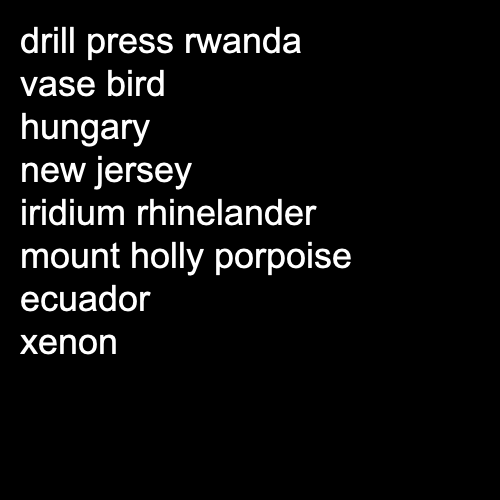 drill press rwanda
vase bird
hungary
new jersey
iridium rhinelander
mount holly porpoise
ecuador
xenon